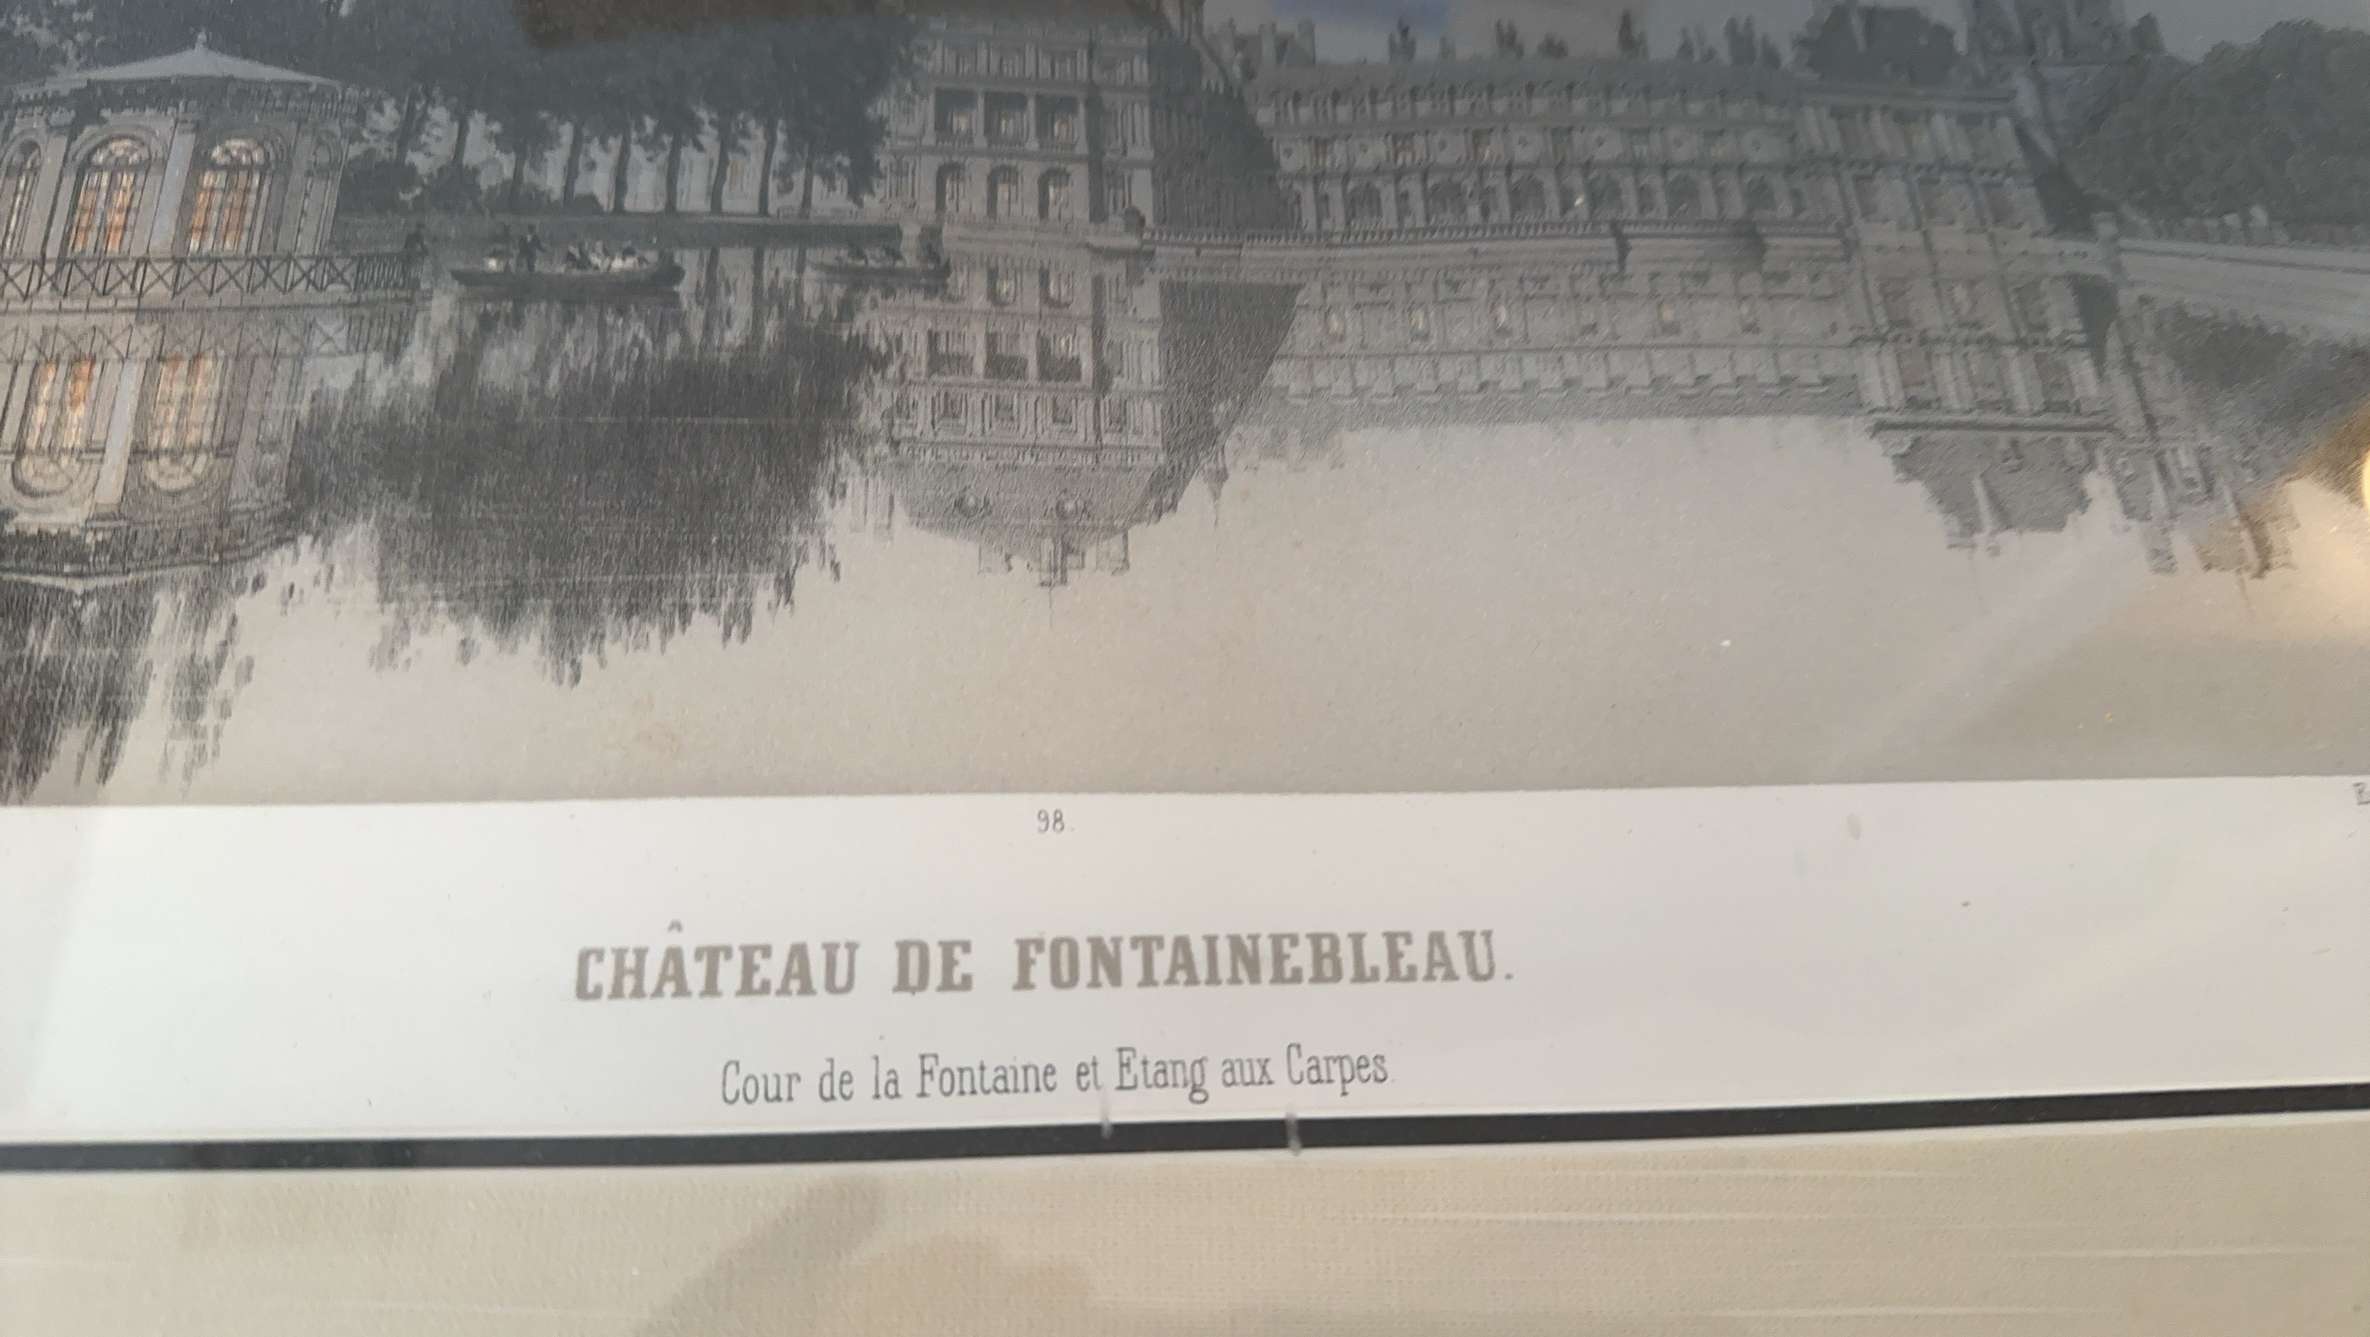 98.
CHÂTEAU DE FONTAINEBLEAU.
Cour de la Fontaine et Etang aux Carpes.